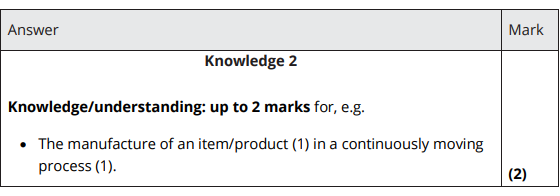 Answer Mark
Knowledge 2
Knowledge/understanding: up to 2 marks for, e.g.
• The manufacture of an item/product (1) in a continuously moving
process (1).
(2)